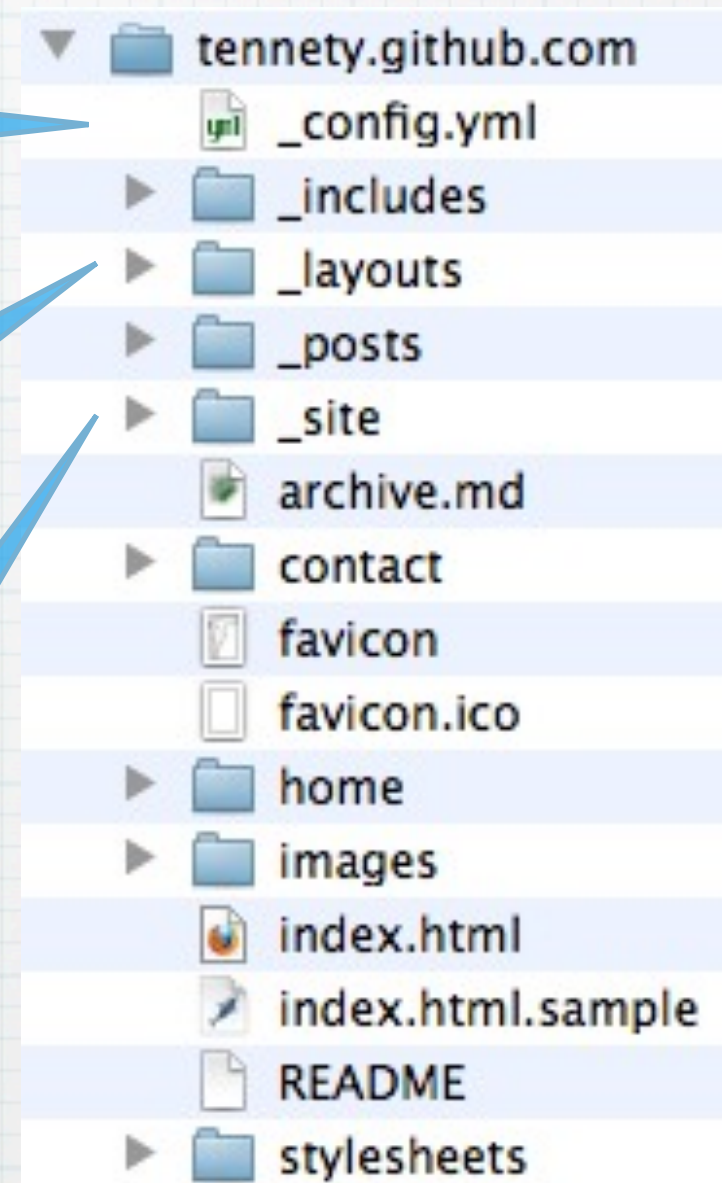 tennety.github.com
yml _config.yml
_includes
_layouts
_posts
_site
archive.md
contact
favicon
favicon.ico
home
images
index.html
index.html.sample
README
stylesheets